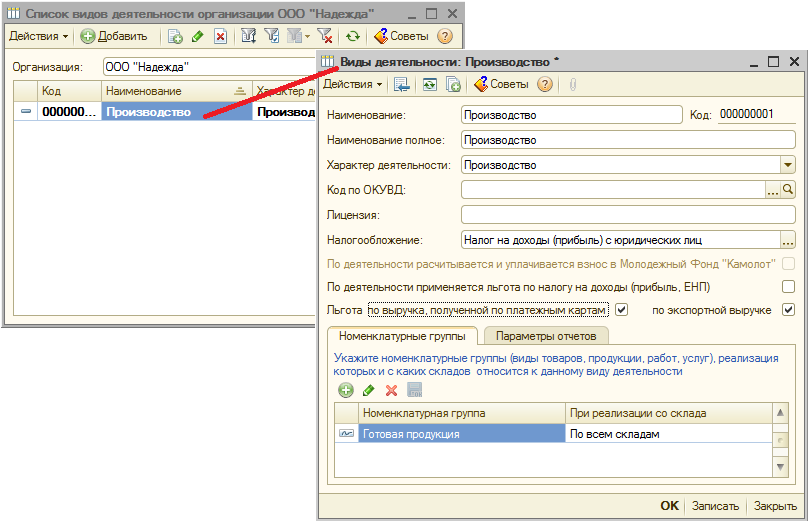 Список видов деятельности организации ООО "Надежда"
Действия Добавить Советы
Организация: ООО "Надежда"
Код Наименование Характер де
000000... Производство Производ
Виды деятельности: Производство *
Действия Советы
Наименование: Производство Код: 000000001
Наименование полное: Производство
Характер деятельности: Производство
Код по ОКУВД:
Лицензия:
Налогообложение: Налог на доходы (прибыль) с юридических лиц
По деятельности расчитывается и уплачивается взнос в Молодежный Фонд "Камолот"
По деятельности применяется льгота по налогу на доходы (прибыль, ЕНП)
Льгота по выручка, полученной по платежным картам по экспортной выручке
Номенклатурные группы Параметры отчетов
Укажите номенклатурные группы (виды товаров, продукции, работ, услуг), реализация
которых и с каких складов относится к данному виду деятельности
Номенклатурная группа При реализации со склада
Готовая продукция По всем складам
OK Записать Закрыть